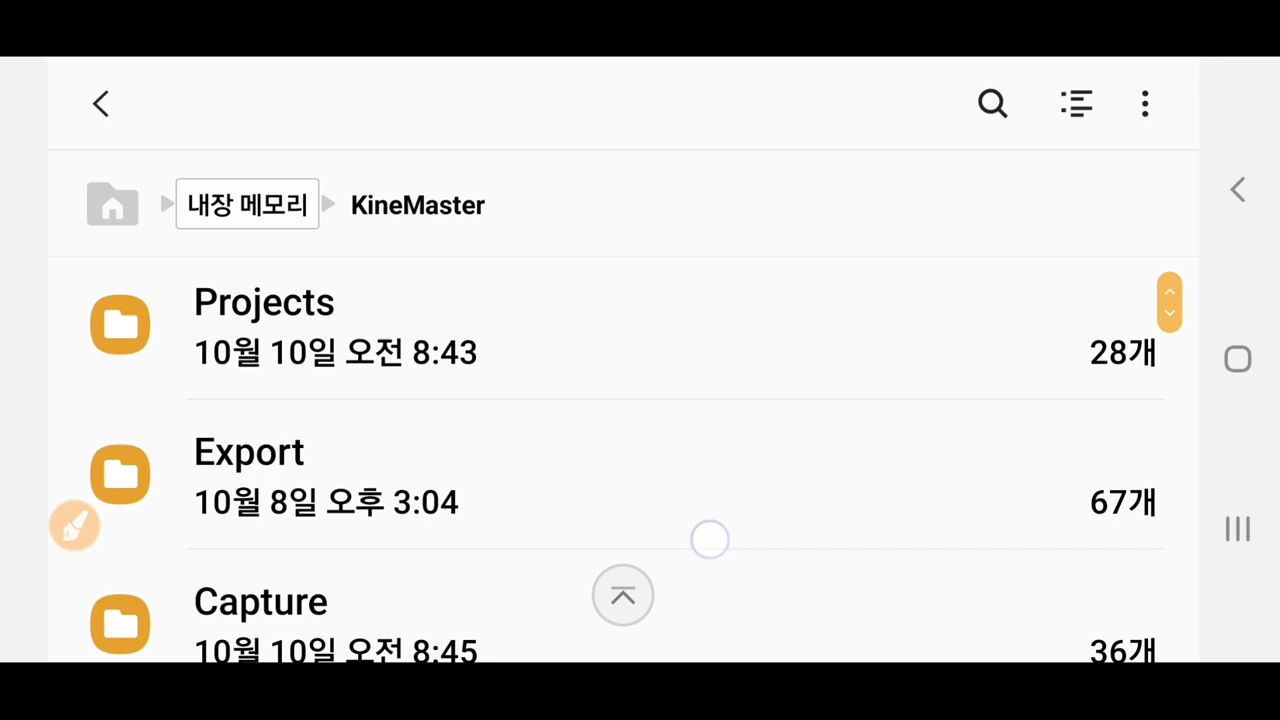 내장 메모리 KineMaster
Projects
10월 10일 오전 8:43 28개
Export
10월 8일 오후 3:04 67개
Capture
10월 10일 오전 8:45 36개